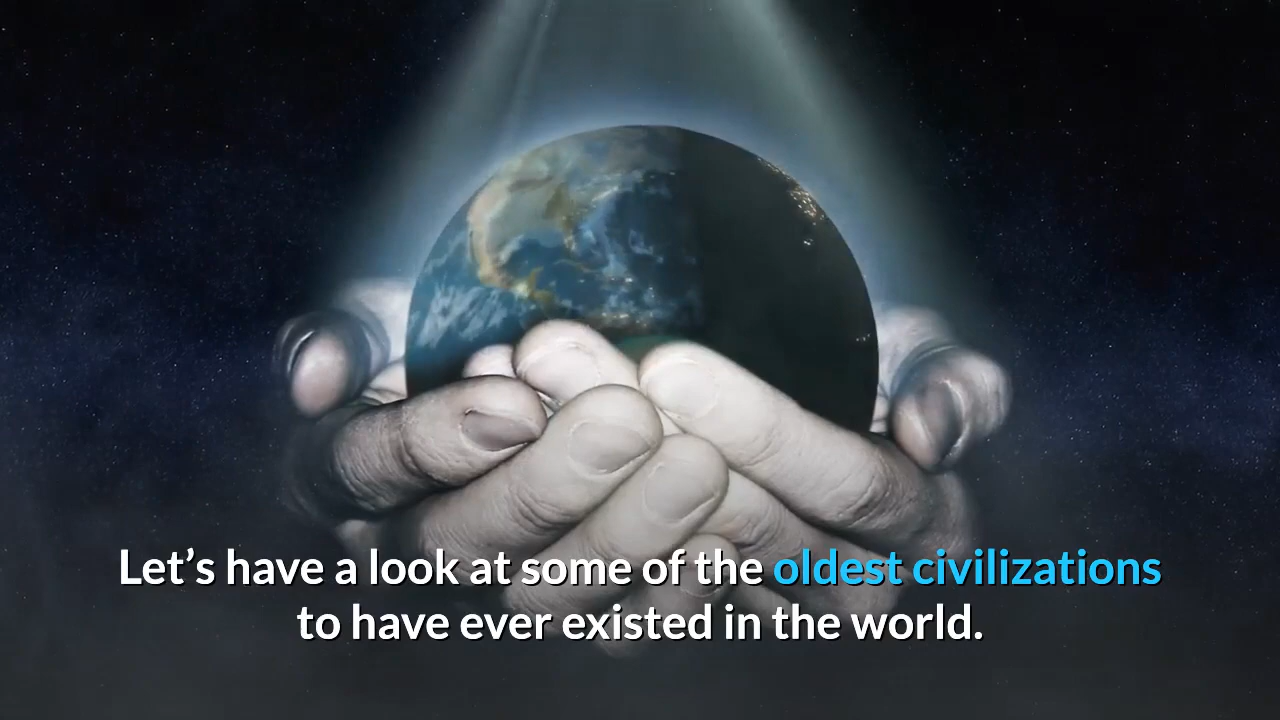 Let’s have a look at some of the oldest civilizations
to have ever existed in the world.